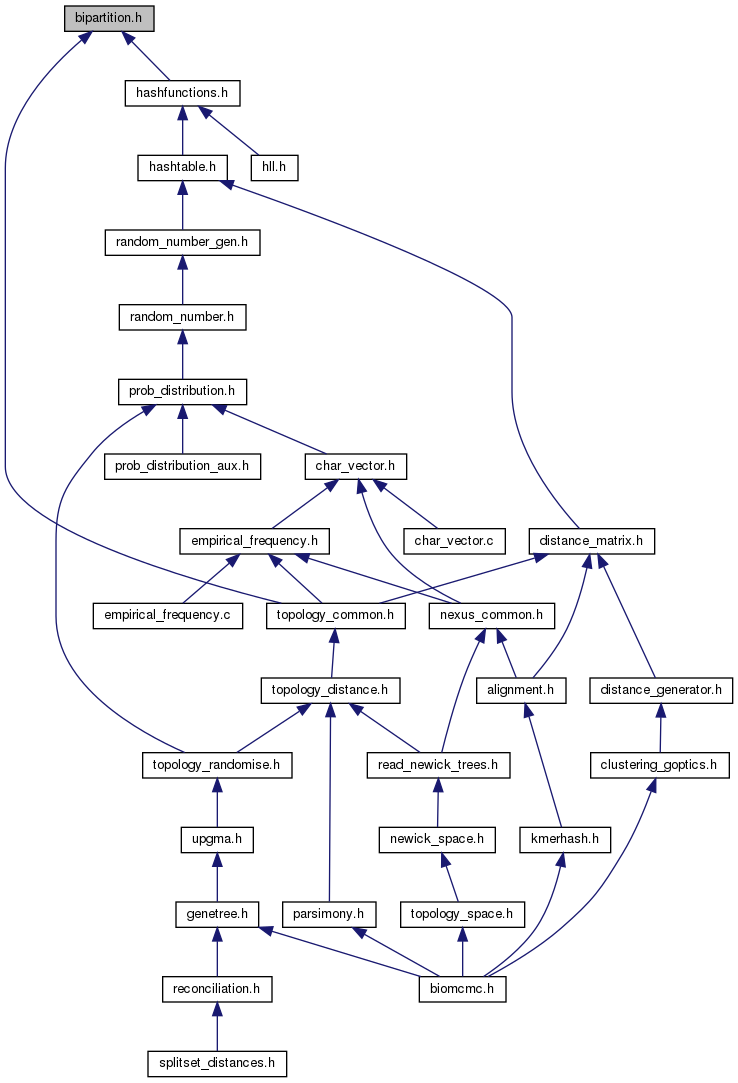 bipartition.h
hashfunctions.h
hashtable.h
hll.h
random_number_gen.h
random_number.h
prob_distribution.h
prob_distribution_aux.h
char_vector.h
empirical_frequency.h
char_vector.c
distance_matrix.h
empirical_frequency.c
topology_common.h
nexus_common.h
topology_distance.h
alignment.h
distance_generator.h
topology_randomise.h
read_newick_trees.h
clustering_goptics.h
upgma.h
newick_space.h
kmerhash.h
genetree.h
parsimony.h
topology_space.h
reconciliation.h
biomcmc.h
splitset_distances.h